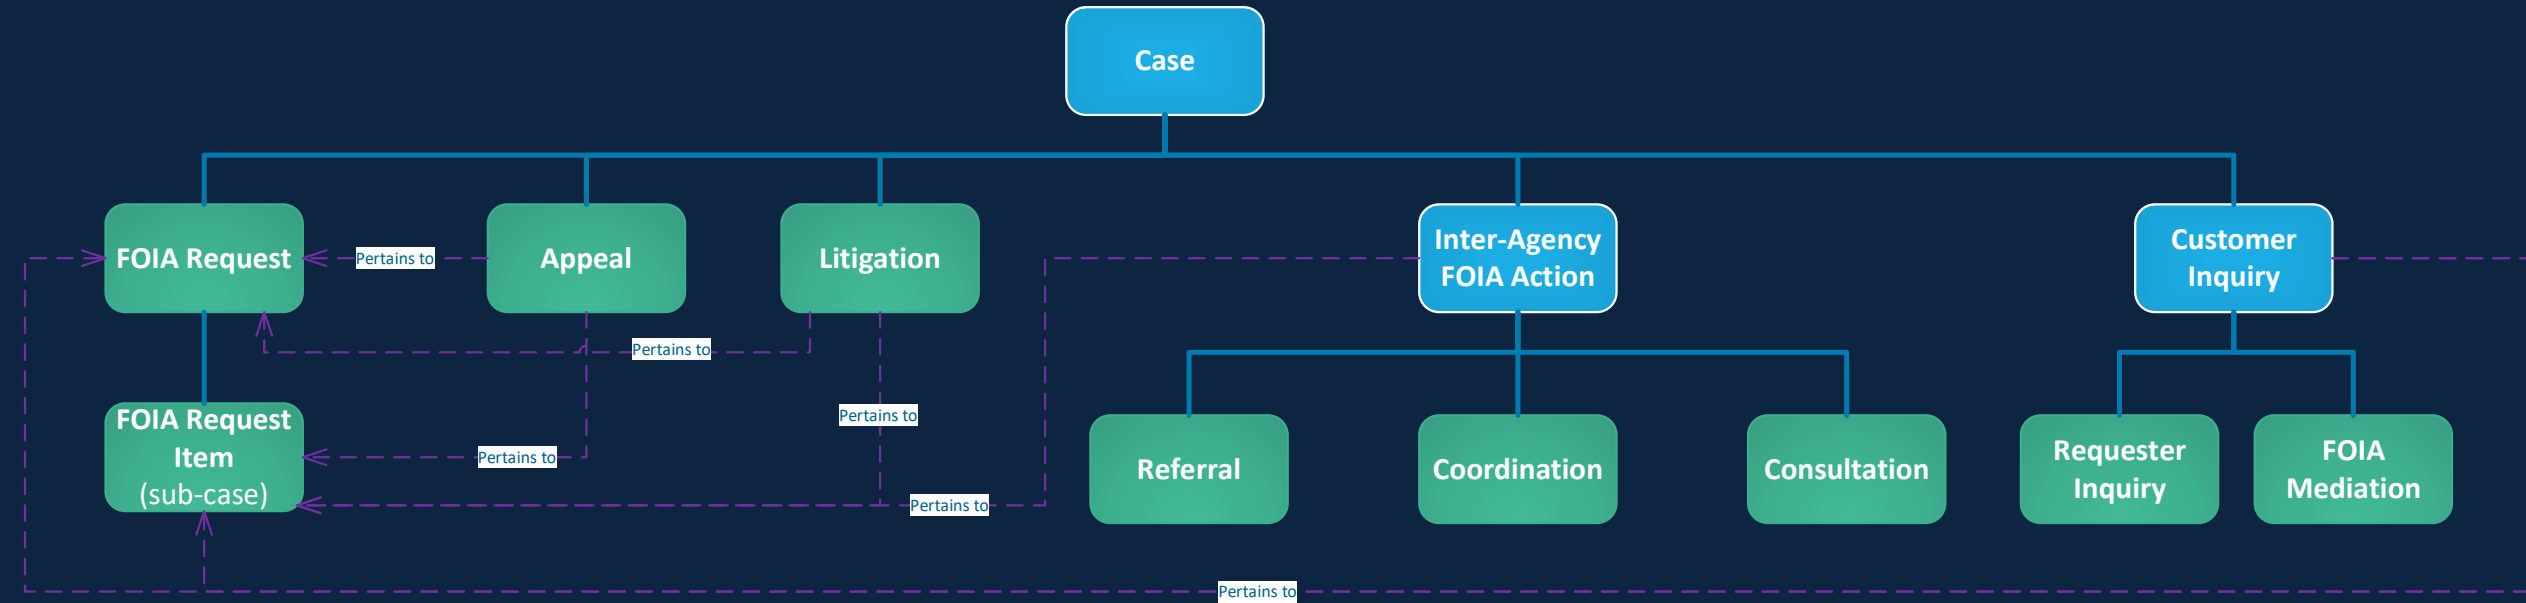 Case
FOIA Request
Pertains to
Appeal
Litigation
Inter-Agency
FOIA Action
Customer
Inquiry
Pertains to
Pertains to
FOIA Request
Item
(sub-case)
Pertains to
Pertains to
Referral
Coordination
Consultation
Requester
Inquiry
FOIA
Mediation
Pertains to